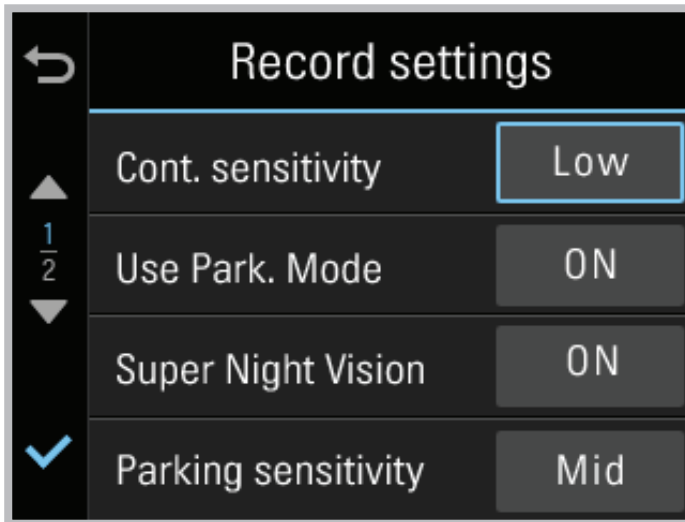 Record settings
Cont. sensitivity Low
1
2
Use Park. Mode ON
Super Night Vision ON
Parking sensitivity Mid